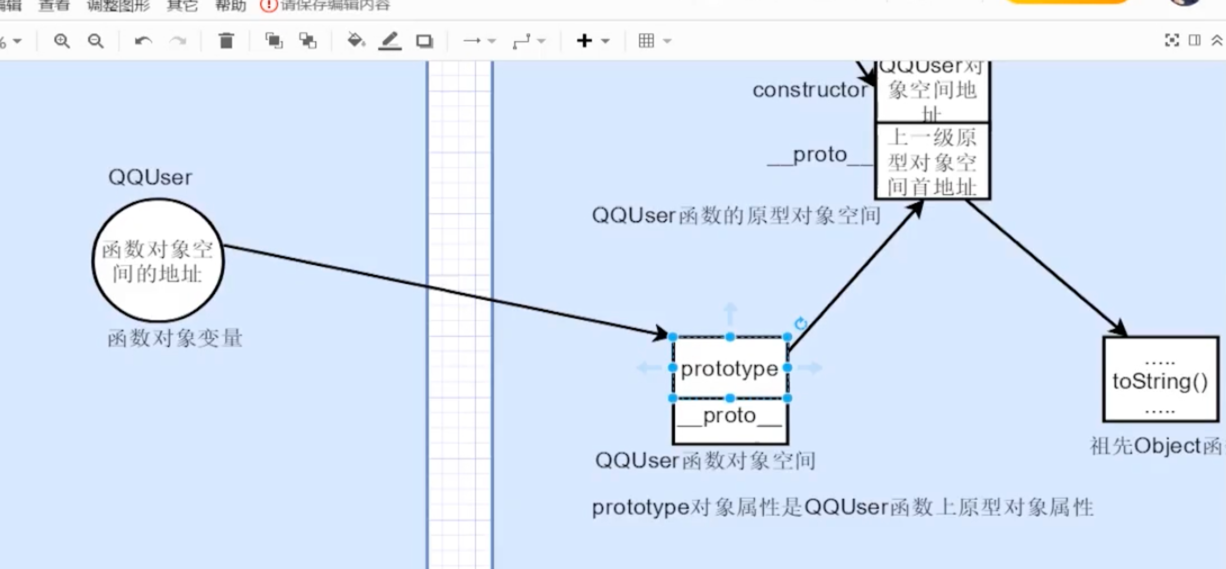 编辑 查看 调整图形 其它 帮助 请保存编辑内容
%
QQUser对
象空间地
址
constructor
上一级原
型对象空
间首地址
__proto__
QQUser函数的原型对象空间
QQUser
函数对象空
间的地址
函数对象变量
prototype
__proto__
QQUser函数对象空间
prototype对象属性是QQUser函数上原型对象属性
.....
toString()
.....
祖先Object函